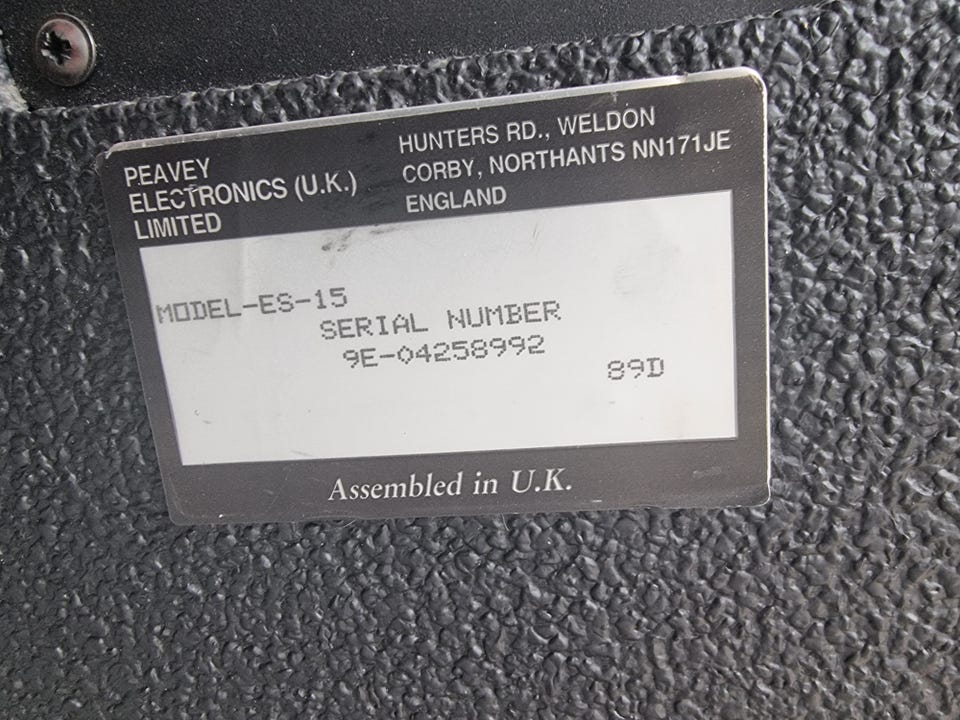 PEAVEY
ELECTRONICS (U.K.)
LIMITED
HUNTERS RD., WELDON
CORBY, NORTHANTS NN171JE
ENGLAND
MODEL-ES-15
SERIAL NUMBER
9E-04258992
89D
Assembled in U.K.